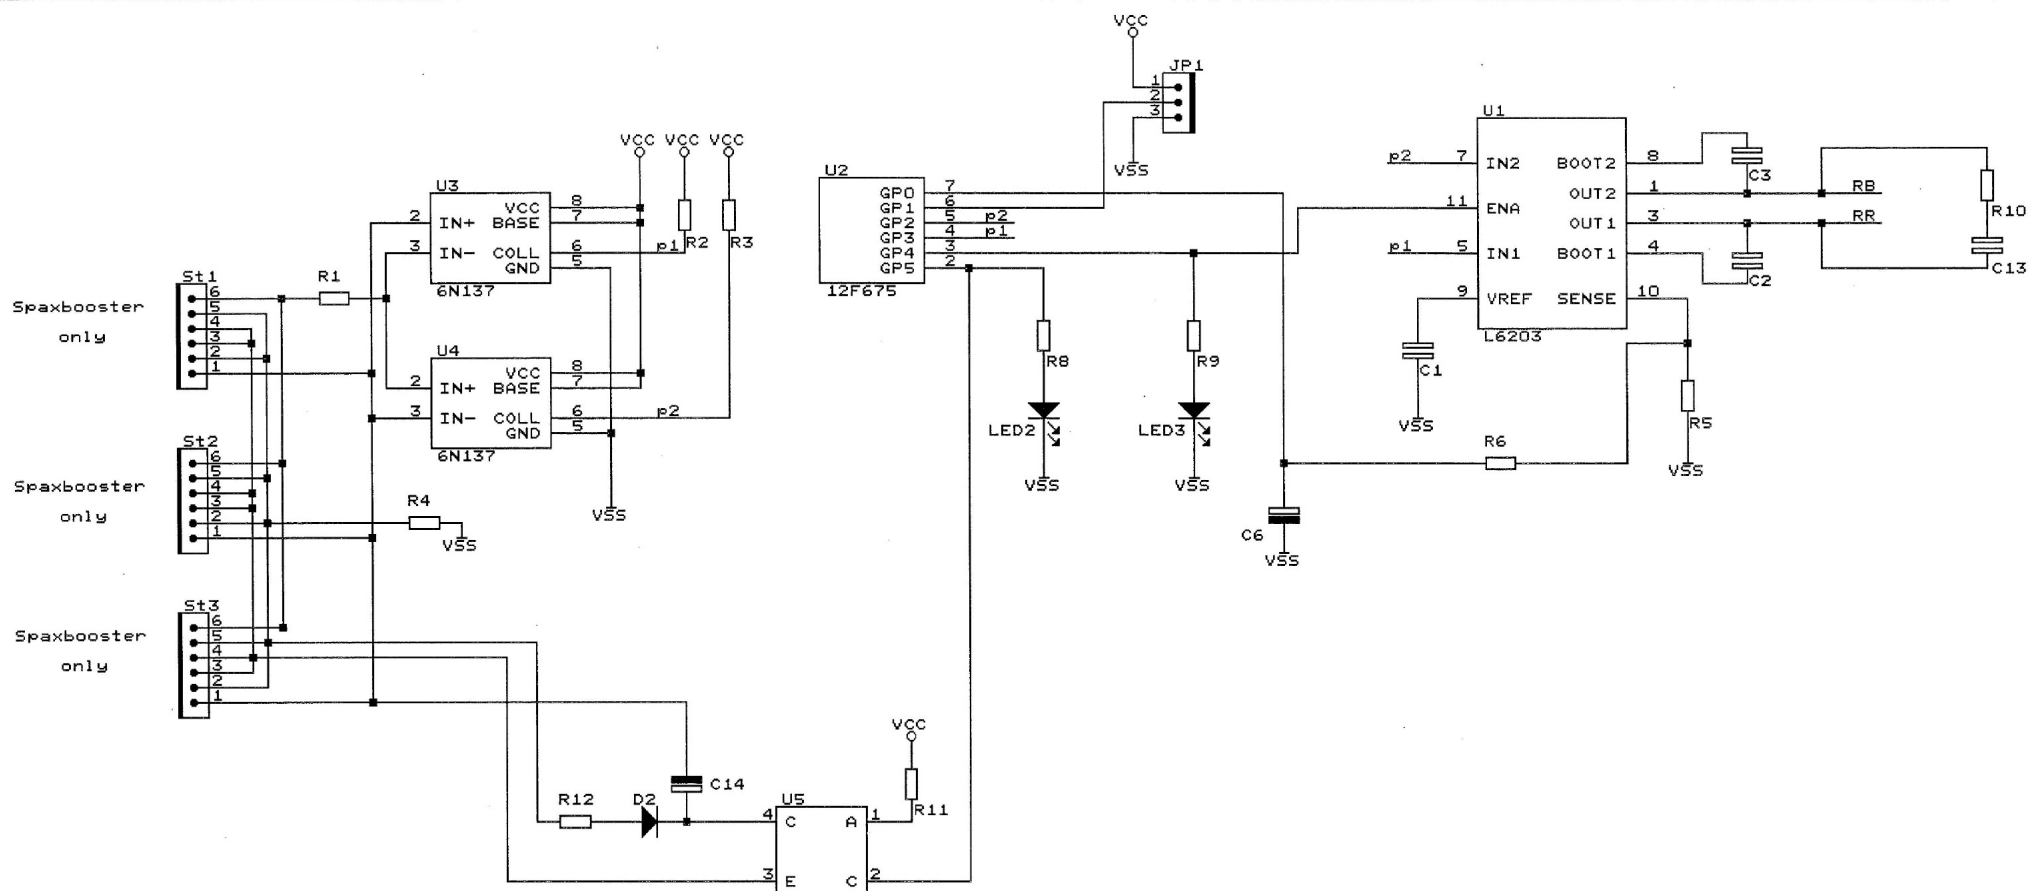 VCC
JP1
1
2
3
VSS
U1
p2 7 IN2 BOOT2 8
C3
OUT2 1 RB
11 ENA
R10
OUT1 3 RR
p1 5 IN1 BOOT1 4
C13
C2
9 VREF SENSE 10
L6203
C1
VSS
R5
VSS
R6
VCC VCC VCC
U3
VCC 8
2 IN+ BASE 7
3 IN- COLL 6 p1 R2 R3
GND 5
6N137
U2
GP0 7
GP1 6
GP2 5 p2
GP3 4 p1
GP4 3
GP5 2
12F675
St1
R1
Spaxbooster
only
6
5
4
3
2
1
U4
VCC 8
2 IN+ BASE 7
3 IN- COLL 6 p2
GND 5
6N137
VSS
R8
R9
LED2
LED3
VSS
VSS
C6
VSS
St2
Spaxbooster
only
6
5
4
3
2
1
R4
VSS
St3
Spaxbooster
only
6
5
4
3
2
1
VCC
C14
R12
D2
U5
R11
4 C A 1
3 E C 2